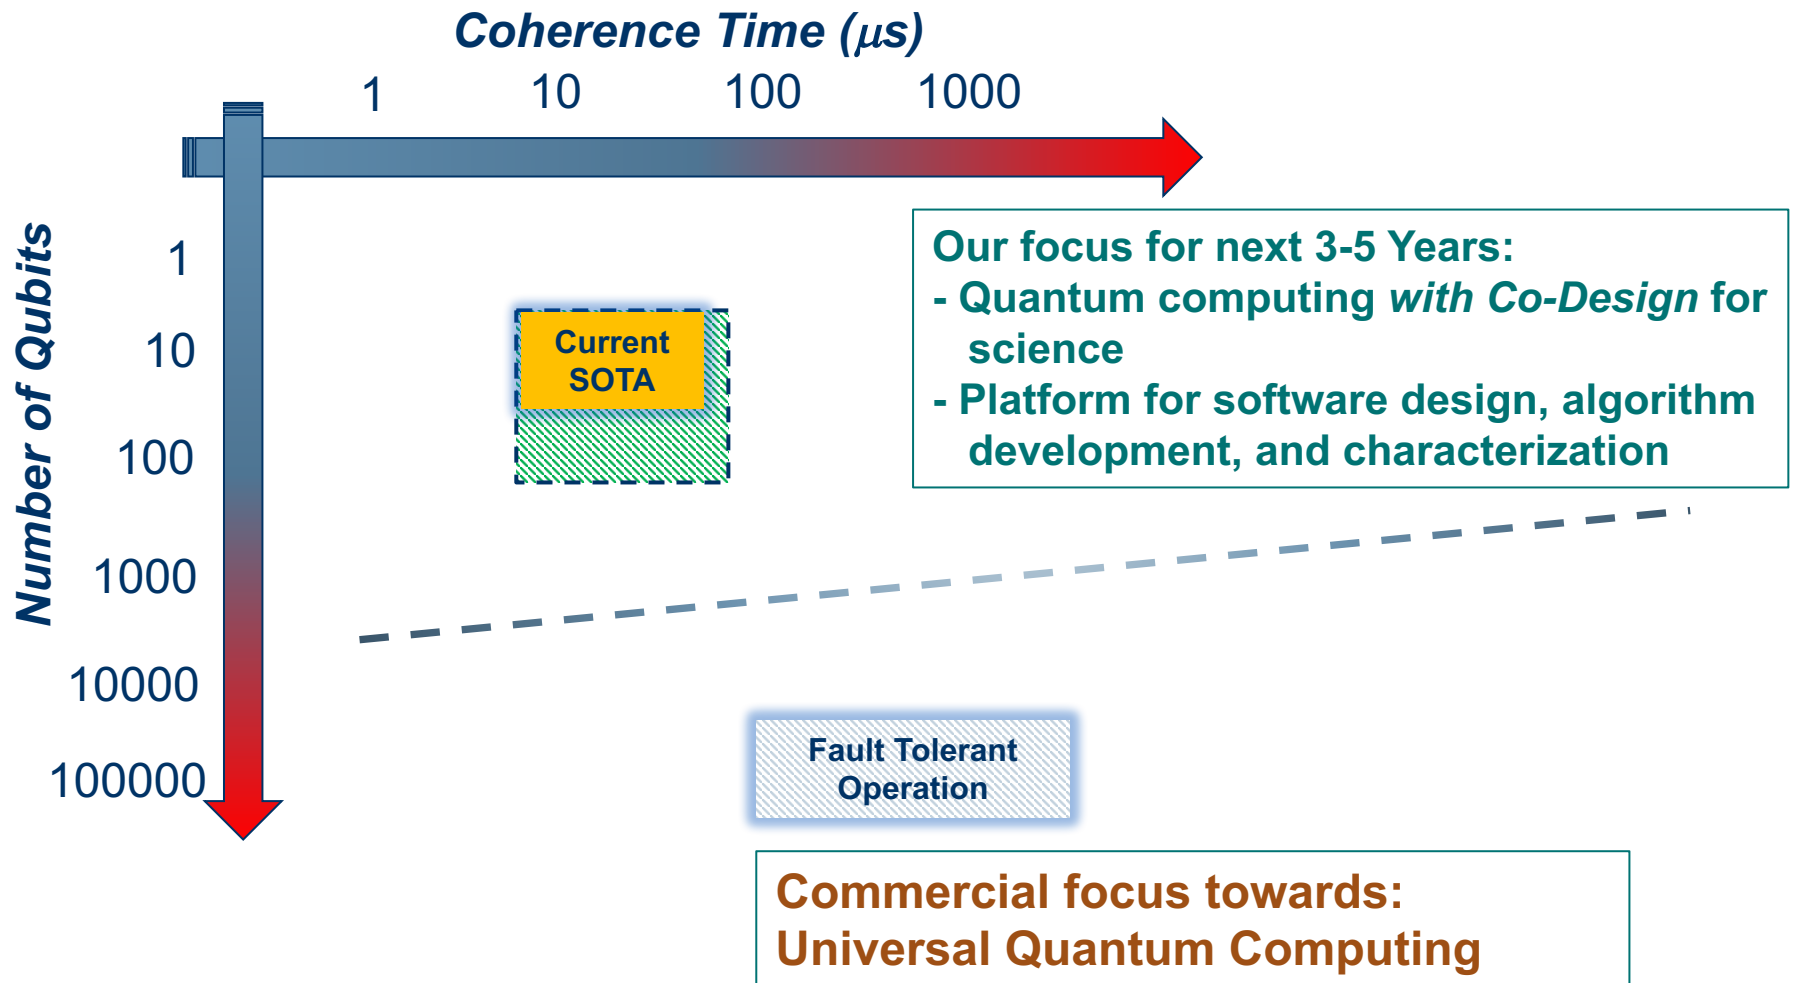 Coherence Time (μs)
1 10 100 1000
Number of Qubits
1
10
100
1000
10000
100000
Current
SOTA
Our focus for next 3-5 Years:
- Quantum computing with Co-Design for
science
- Platform for software design, algorithm
development, and characterization
Fault Tolerant
Operation
Commercial focus towards:
Universal Quantum Computing